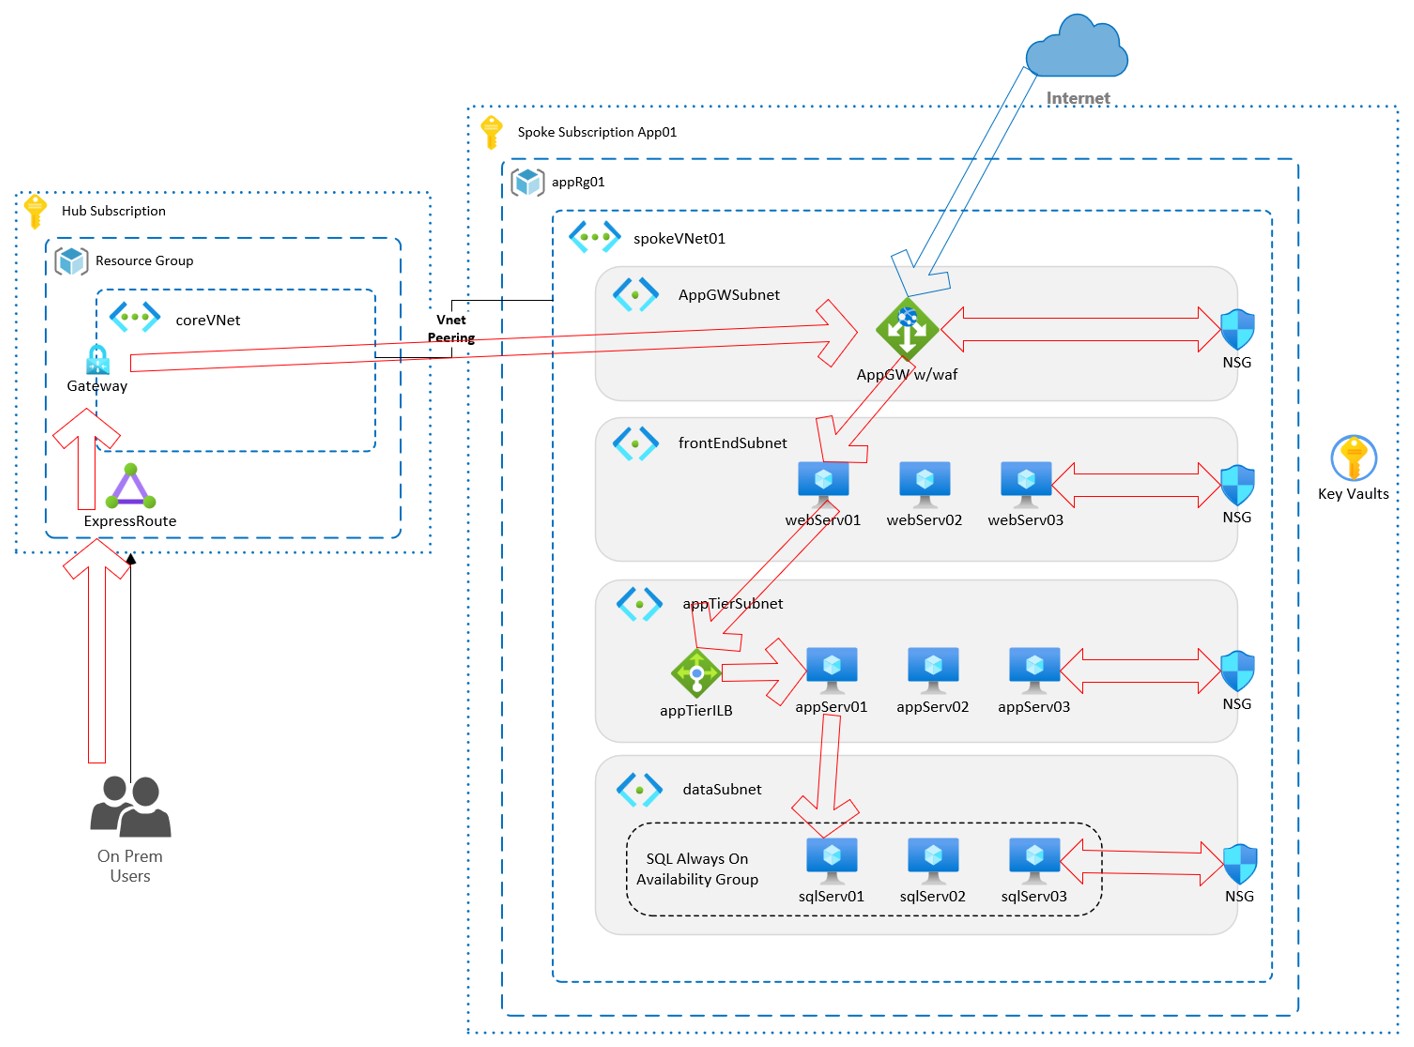 Internet
Spoke Subscription App01
appRg01
Hub Subscription
spokeVNet01
Resource Group
AppGWSubnet
coreVNet
Vnet
Peering
NSG
AppGW w/waf
Gateway
frontEndSubnet
Key Vaults
webServ01
webServ02
webServ03
NSG
ExpressRoute
appTierSubnet
appTierILB
appServ01
appServ02
appServ03
NSG
dataSubnet
SQL Always On
Availability Group
sqlServ01
sqlServ02
sqlServ03
NSG
On Prem
Users